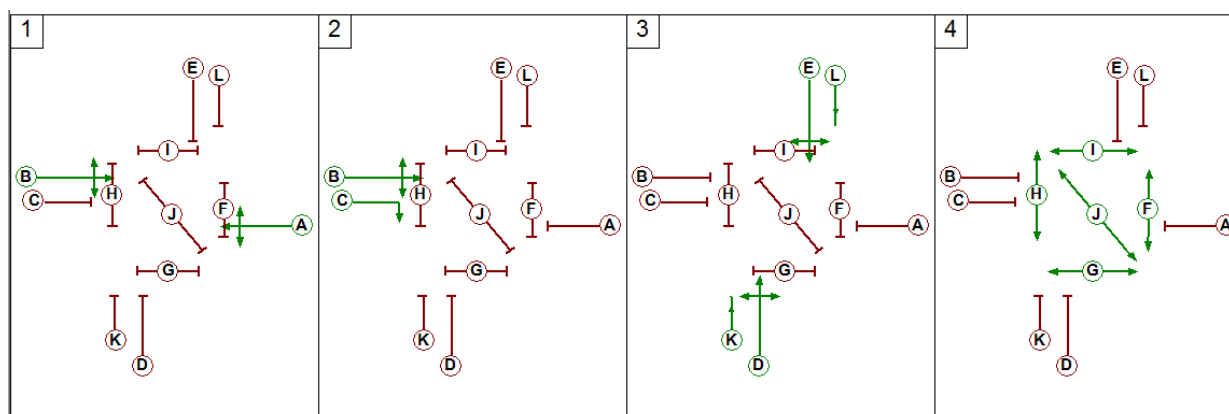 1 2 3 4
E L E L E L E L
I I I I
B B B B
C H C H C H C H
J F J F J F J F
A A A A
G G G G
K K K K
D D D D